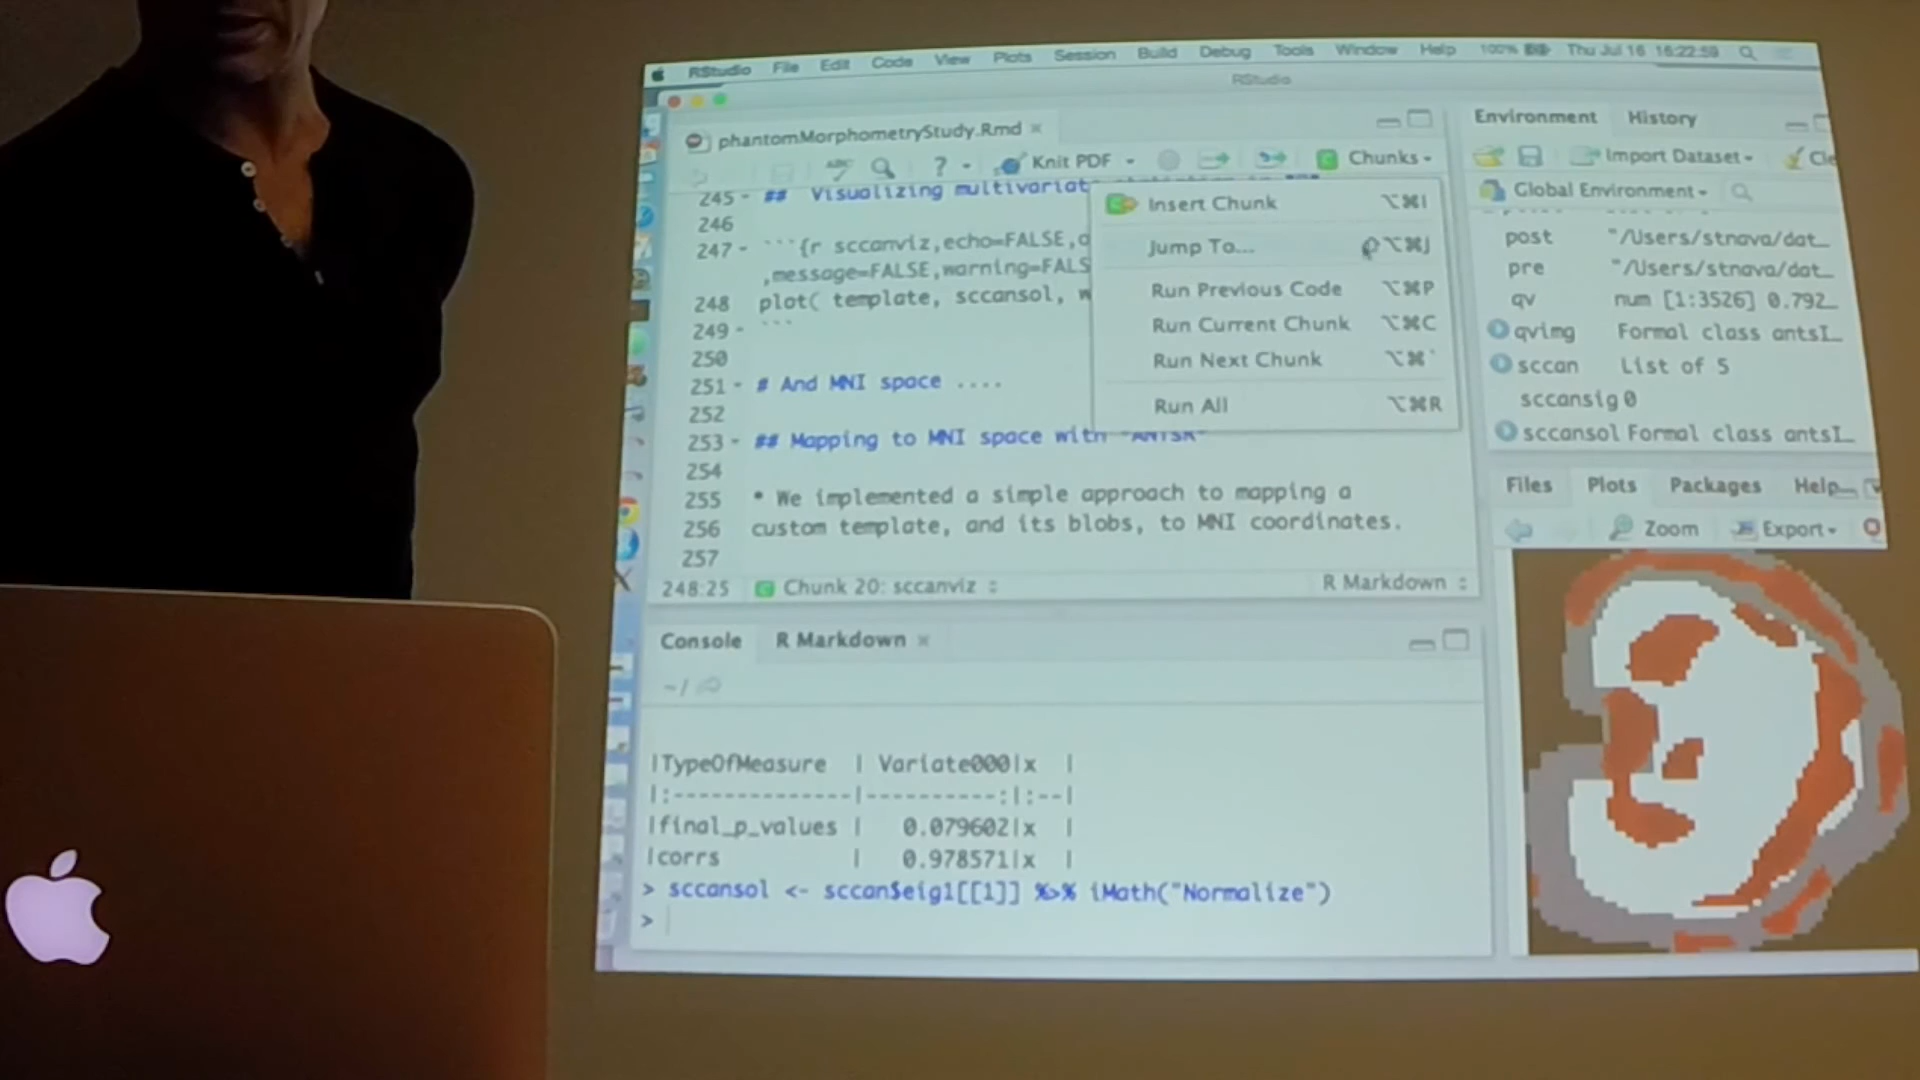 RStudio File Edit Code View Plots Session Build Debug Tools Window Help 100% Thu Jul 16 16:22:59
RStudio
phantomMorphometryStudy.Rmd
ABC ? Knit PDF Chunks
245 ## Visualizing multivariat
246
247 ```{r sccanviz,echo=FALSE,
,message=FALSE,warning=FALS
248 plot( template, sccansol, w
249 ```
250
251 # And MNI space ....
252
253 ## Mapping to MNI space with "ANTsR"
254
255 * We implemented a simple approach to mapping a
256 custom template, and its blobs, to MNI coordinates.
257
248:25 Chunk 20: sccanviz R Markdown
Insert Chunk ⌥⌘I
Jump To... ⌥⌘J
Run Previous Code ⌥⌘P
Run Current Chunk ⌥⌘C
Run Next Chunk ⌥⌘`
Run All ⌥⌘R
Console R Markdown
~/
|TypeOfMeasure | Variate000|x |
|:--------------|----------:|:--|
|final_p_values | 0.079602|x |
|corrs | 0.978571|x |
> sccansol <- sccan$eig1[[1]] %>% iMath("Normalize")
>
Environment History
Import Dataset Cle
Global Environment
post "/Users/stnava/dat…
pre "/Users/stnava/dat…
qv num [1:3526] 0.792…
qvimg Formal class antsI…
sccan List of 5
sccansig 0
sccansol Formal class antsI…
Files Plots Packages Help
Zoom Export